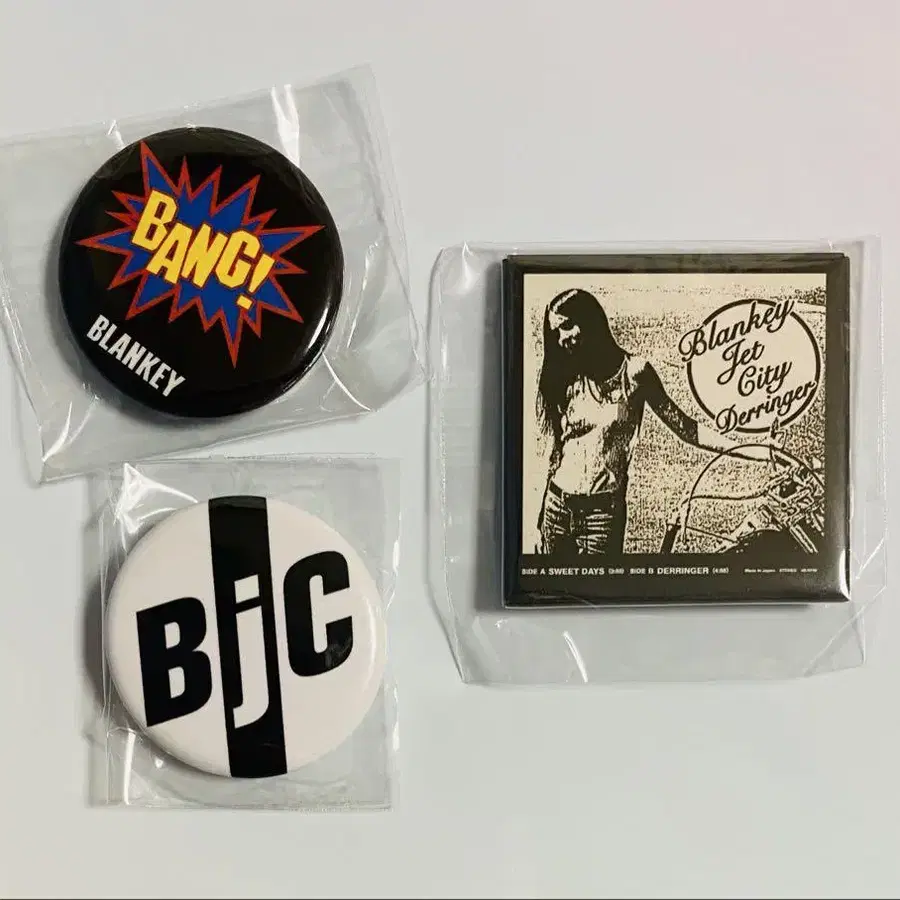 BANG!
BLANKEY
Blankey
Jet
City
Derringer
SIDE A SWEET DAYS SIDE B DERRINGER
Made in Japan STEREO
BjC